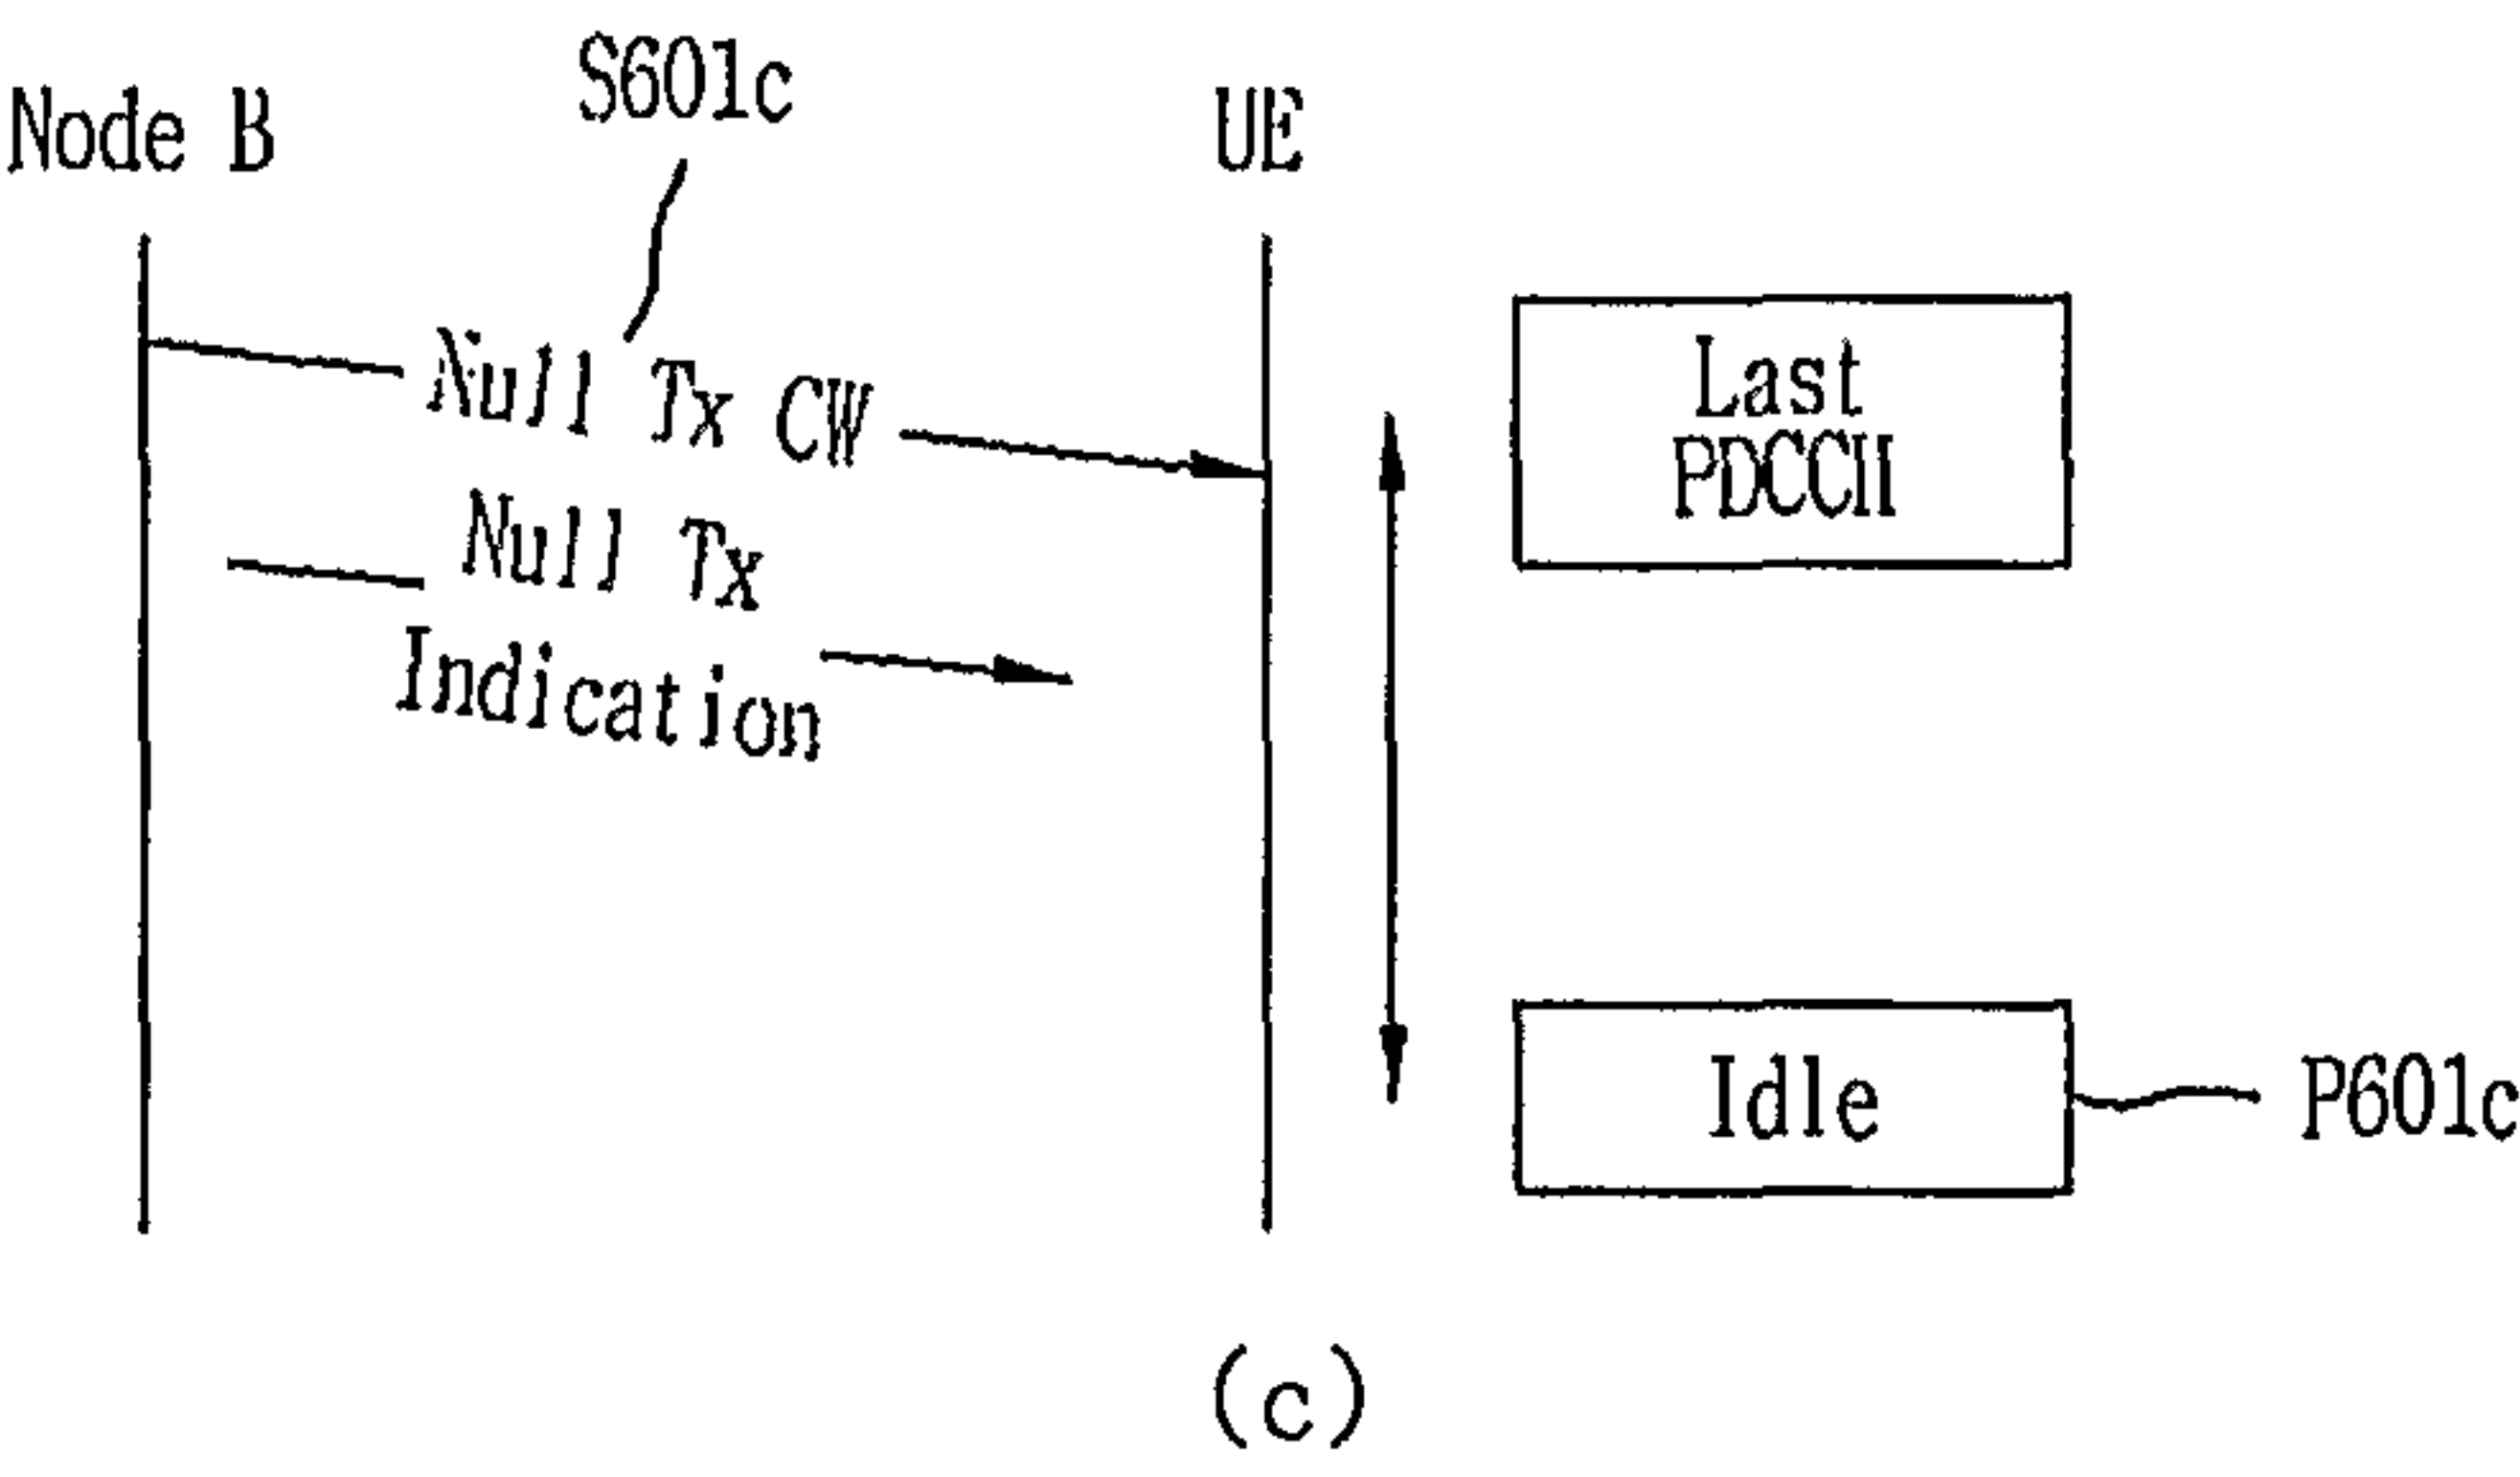 S601c
Node B
UE
Null Tx CW
Last
PDCCH
Null Tx
Indication
Idle
P601c
(c)